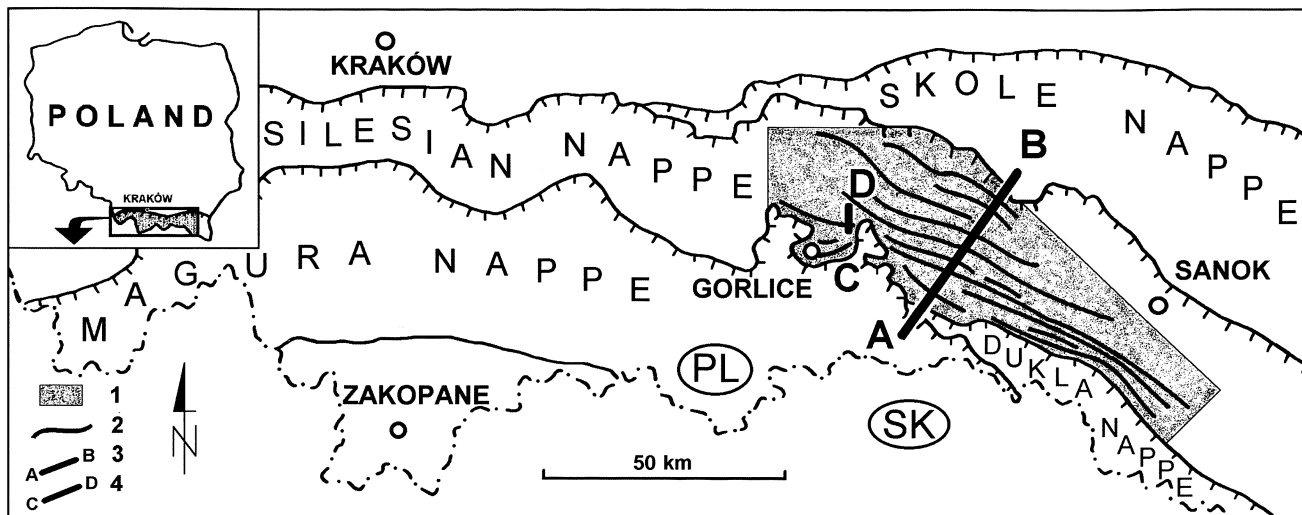 POLAND
KRAKÓW
KRAKÓW
SKOLE NAPPE
SILESIAN NAPPE
B
D
MAGURA NAPPE
GORLICE
C
SANOK
A
DUKLA NAPPE
PL
SK
ZAKOPANE
N
50 km
1
2
A B 3
C D 4